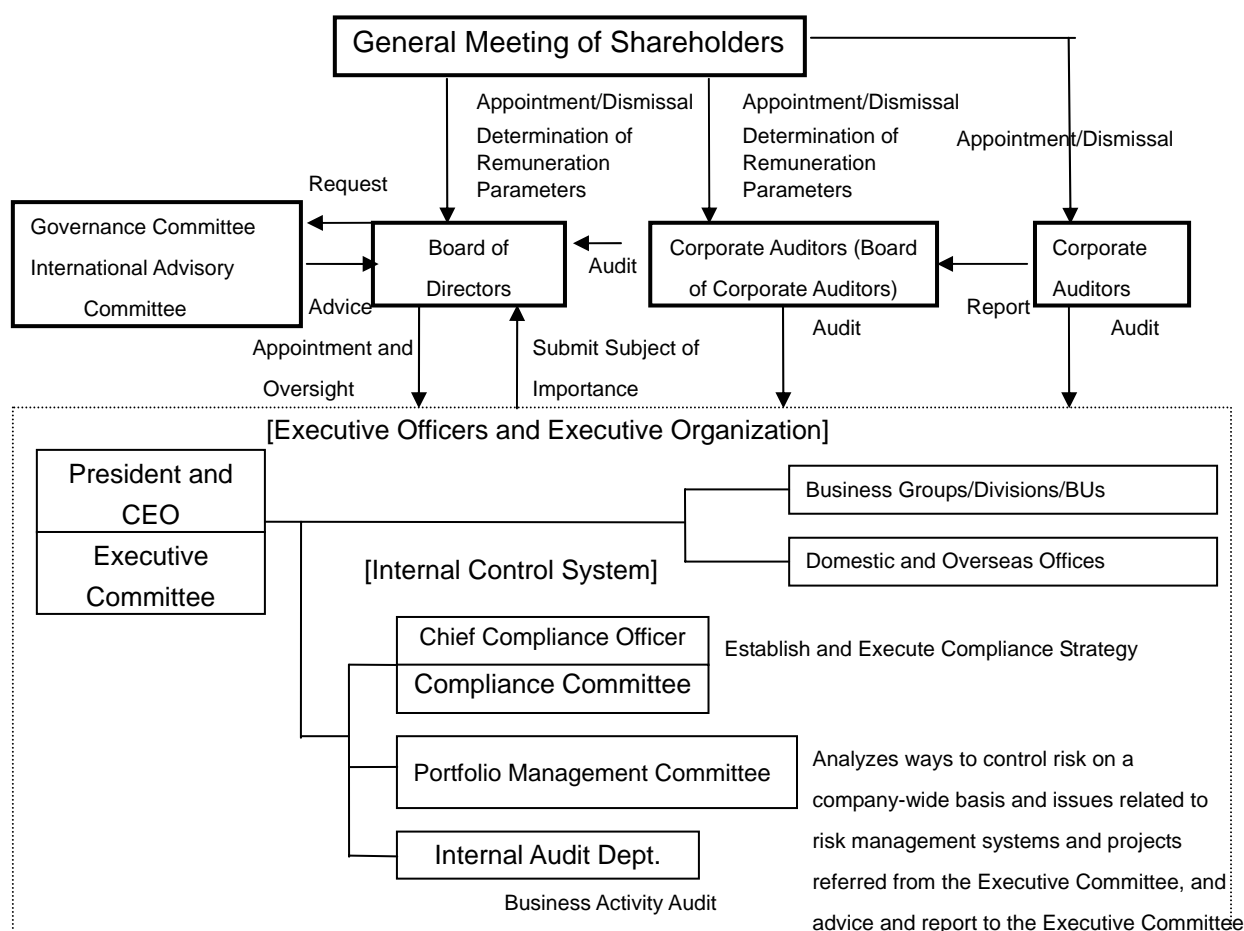 General Meeting of Shareholders
Appointment/Dismissal
Determination of
Remuneration
Parameters
Appointment/Dismissal
Determination of
Remuneration
Parameters
Appointment/Dismissal
Request
Governance Committee
International Advisory
Committee
Advice
Board of
Directors
Audit
Corporate Auditors (Board
of Corporate Auditors)
Report
Corporate
Auditors
Appointment and
Oversight
Submit Subject of
Importance
Audit
Audit
[Executive Officers and Executive Organization]
President and
CEO
Executive
Committee
Business Groups/Divisions/BUs
Domestic and Overseas Offices
[Internal Control System]
Chief Compliance Officer
Compliance Committee
Establish and Execute Compliance Strategy
Portfolio Management Committee
Analyzes ways to control risk on a
company-wide basis and issues related to
risk management systems and projects
referred from the Executive Committee, and
advice and report to the Executive Committee
Internal Audit Dept.
Business Activity Audit